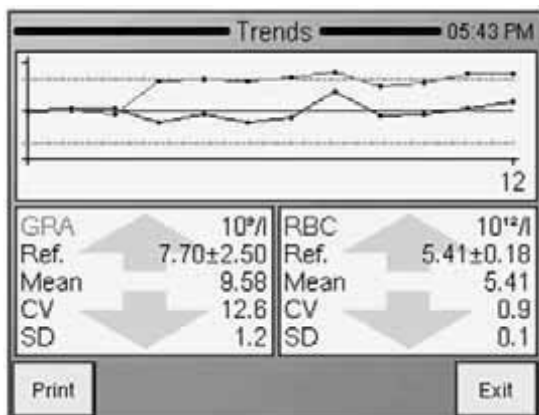 Trends 05:43 PM
12
GRA 10⁹/l
Ref. 7.70±2.50
Mean 9.58
CV 12.6
SD 1.2
RBC 10¹²/l
Ref. 5.41±0.18
Mean 5.41
CV 0.9
SD 0.1
Print
Exit